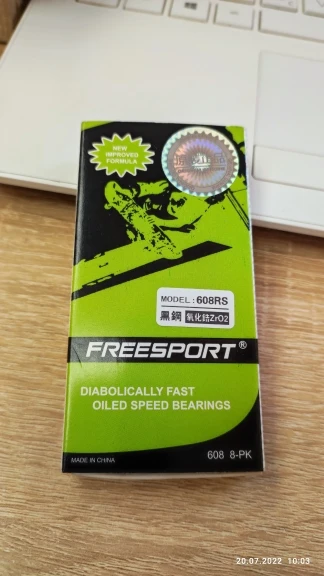 NEW
IMPROVED
FORMULA
MODEL : 608RS
黑鋼 氧化鋯ZrO2
FREESPORT®
DIABOLICALLY FAST
OILED SPEED BEARINGS
MADE IN CHINA
608 8-PK
20.07.2022 10:03